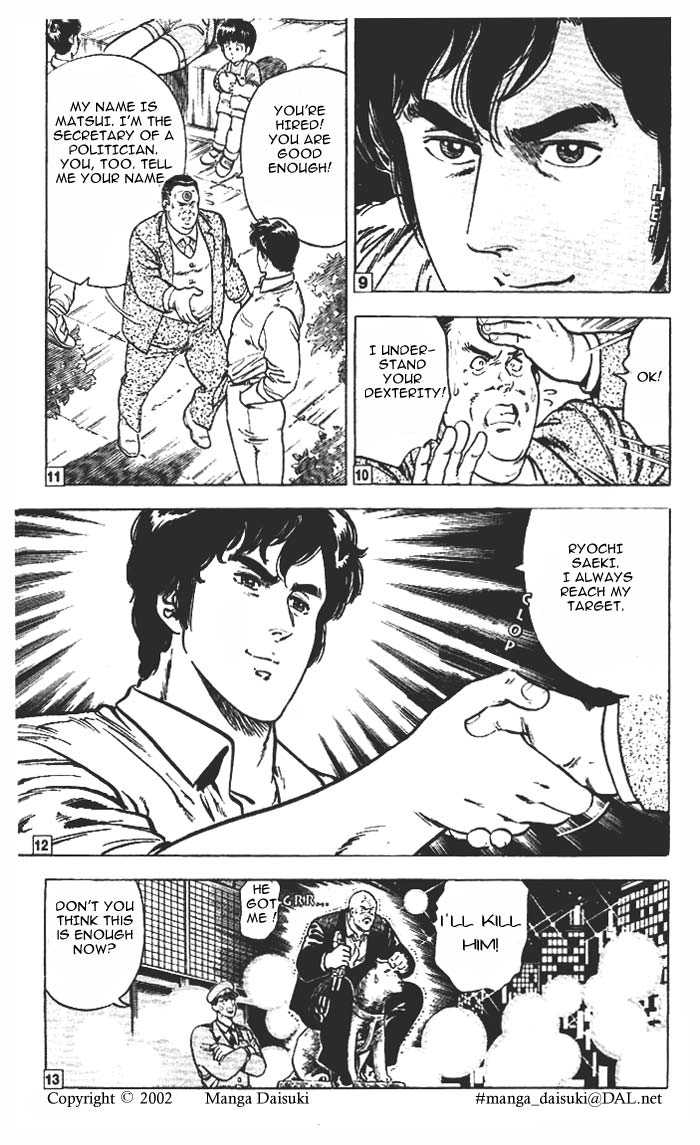 9
OK!
I UNDER-
STAND
YOUR
DEXTERITY!
10
YOU'RE
HIRED!
YOU ARE
GOOD
ENOUGH!
MY NAME IS
MATSUI. I'M THE
SECRETARY OF A
POLITICIAN.
YOU, TOO. TELL
ME YOUR NAME
11
RYOCHI
SAEKI.
I ALWAYS
REACH MY
TARGET.
CLOP
12
I'LL KILL
HIM!
GRR...
HE
GOT
ME !
DON'T YOU
THINK THIS
IS ENOUGH
NOW?
13
Copyright © 2002 Manga Daisuki #manga_daisuki@DAL.net